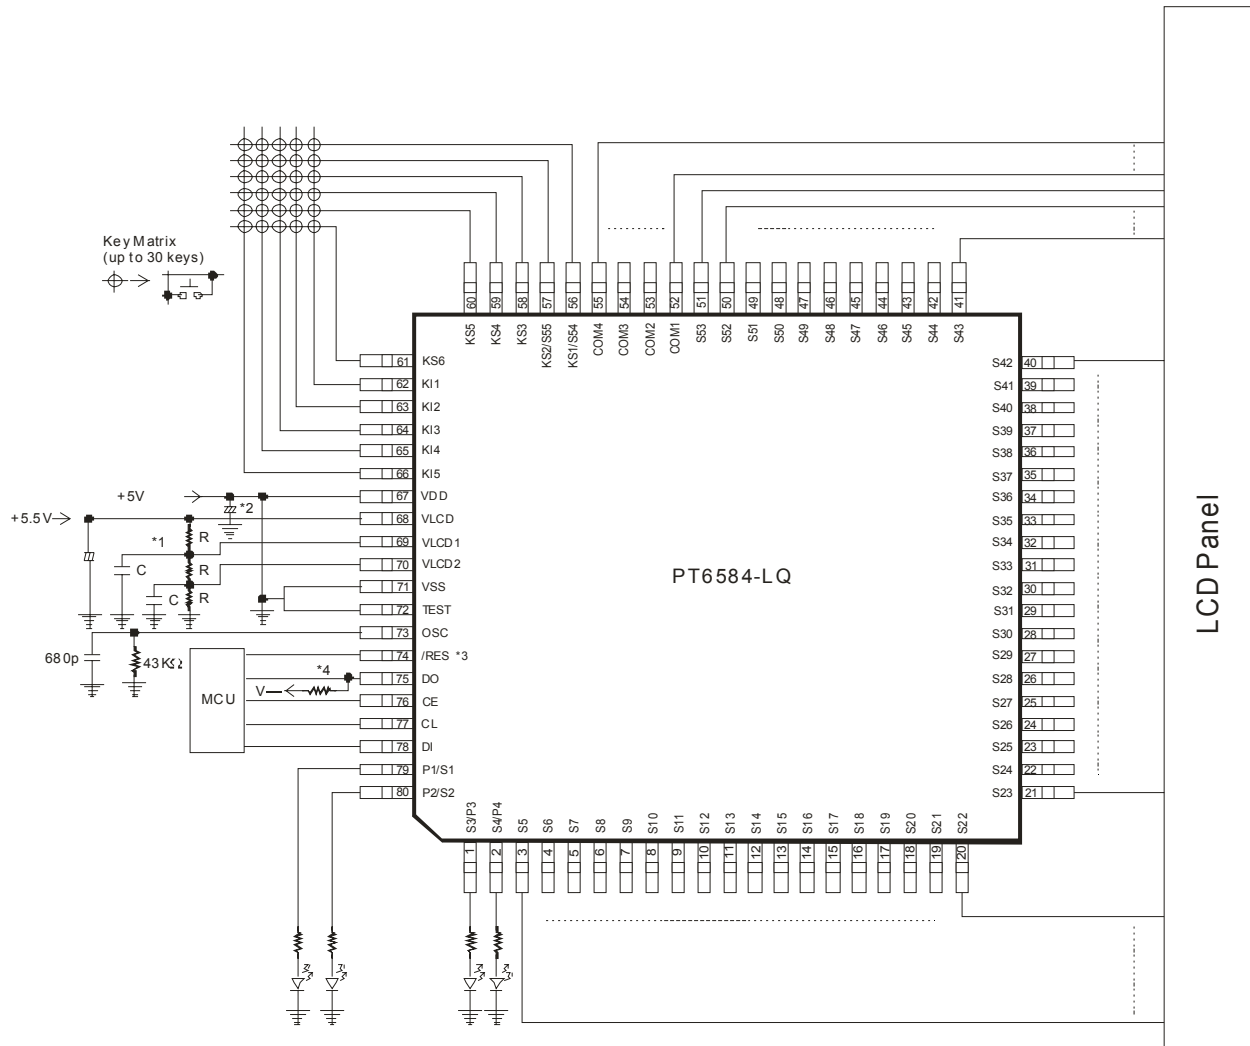 Key Matrix
(up to 30 keys)
60 59 58 57 56 55 54 53 52 51 50 49 48 47 46 45 44 43 42 41
KS5 KS4 KS3 KS2/S55 KS1/S54 COM4 COM3 COM2 COM1 S53 S52 S51 S50 S49 S48 S47 S46 S45 S44 S43
61 KS6
62 KI1
63 KI2
64 KI3
65 KI4
66 KI5
+5V
67 VDD
*2
+5.5V
68 VLCD
R
*1
69 VLCD1
C
R
70 VLCD2
C
R
71 VSS
72 TEST
73 OSC
680p
43KΩ
74 /RES *3
*4
V
75 DO
MCU
76 CE
77 CL
78 DI
79 P1/S1
80 P2/S2
PT6584-LQ
S42 40
S41 39
S40 38
S39 37
S38 36
S37 35
S36 34
S35 33
S34 32
S33 31
S32 30
S31 29
S30 28
S29 27
S28 26
S27 25
S26 24
S25 23
S24 22
S23 21
LCD Panel
S3/P3 S4/P4 S5 S6 S7 S8 S9 S10 S11 S12 S13 S14 S15 S16 S17 S18 S19 S20 S21 S22
1 2 3 4 5 6 7 8 9 10 11 12 13 14 15 16 17 18 19 20